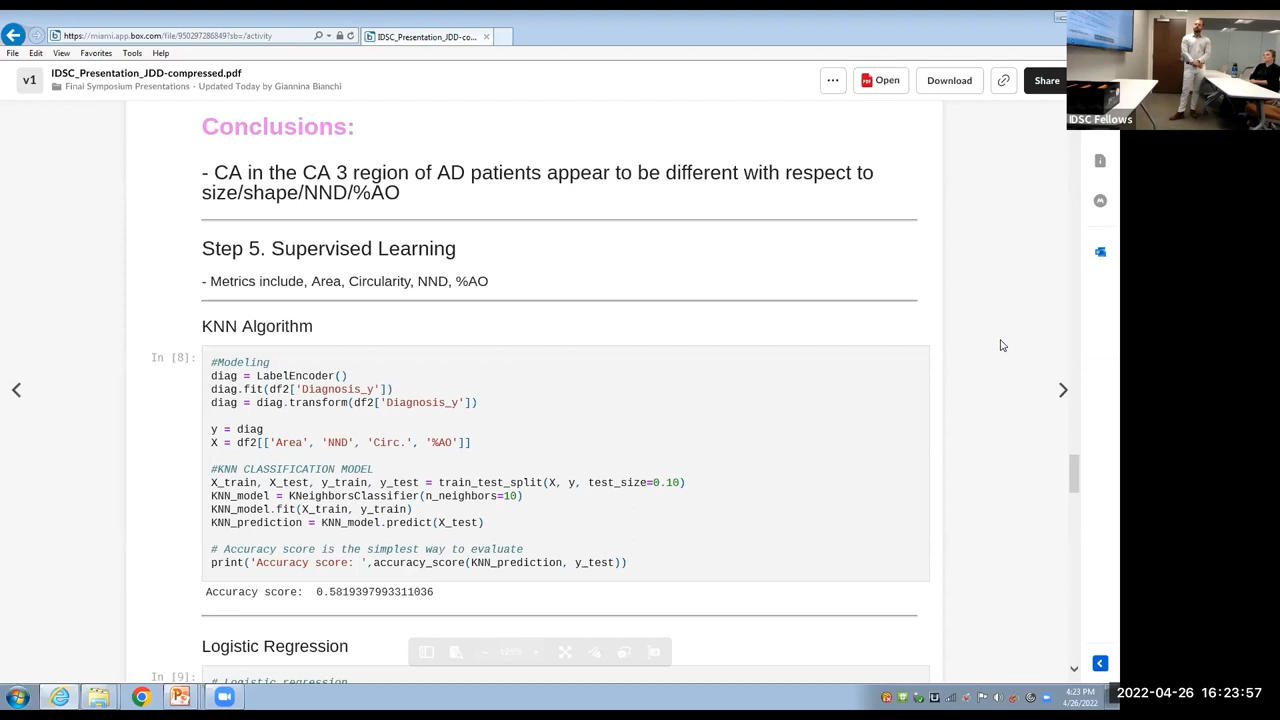 https://miami.app.box.com/file/950297286849?sb=/activity
IDSC_Presentation_JDD-co...
File Edit View Favorites Tools Help
v1
IDSC_Presentation_JDD-compressed.pdf
Final Symposium Presentations - Updated Today by Giannina Bianchi
Open
Download
Share
IDSC Fellows
Conclusions:
- CA in the CA 3 region of AD patients appear to be different with respect to
size/shape/NND/%AO
Step 5. Supervised Learning
- Metrics include, Area, Circularity, NND, %AO
KNN Algorithm
In [8]:
#Modeling
diag = LabelEncoder()
diag.fit(df2['Diagnosis_y'])
diag = diag.transform(df2['Diagnosis_y'])
y = diag
X = df2[['Area', 'NND', 'Circ.', '%AO']]
#KNN CLASSIFICATION MODEL
X_train, X_test, y_train, y_test = train_test_split(X, y, test_size=0.10)
KNN_model = KNeighborsClassifier(n_neighbors=10)
KNN_model.fit(X_train, y_train)
KNN_prediction = KNN_model.predict(X_test)
# Accuracy score is the simplest way to evaluate
print('Accuracy score: ',accuracy_score(KNN_prediction, y_test))
Accuracy score: 0.5819397993311036
Logistic Regression
In [9]:
# Logistic regression
4:23 PM
4/26/2022
2022-04-26 16:23:57